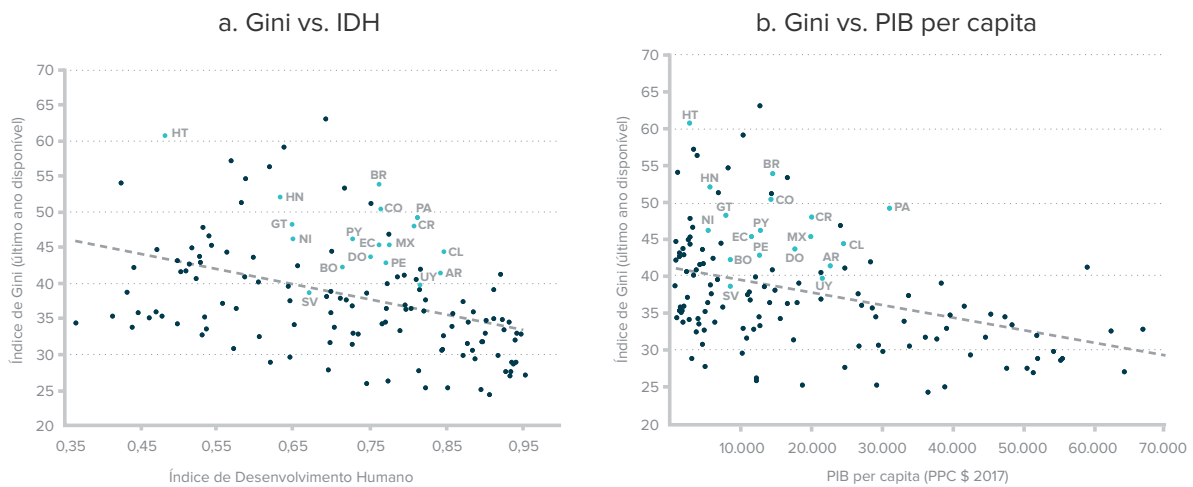 a. Gini vs. IDH
Índice de Gini (último ano disponível)
70
65
60
55
50
45
40
35
30
25
20
HT
BR
HN
CO
PA
GT
CR
NI
PY
EC
MX
CL
DO
BO
PE
UY
AR
SV
0,35
0,45
0,55
0,65
0,75
0,85
0,95
Índice de Desenvolvimento Humano
b. Gini vs. PIB per capita
Índice de Gini (último ano disponível)
70
65
60
55
50
45
40
35
30
25
20
HT
BR
HN
CO
PA
GT
CR
NI
PY
EC
MX
PE
CL
DO
BO
AR
UY
SV
10.000
20.000
30.000
40.000
50.000
60.000
70.000
PIB per capita (PPC $ 2017)